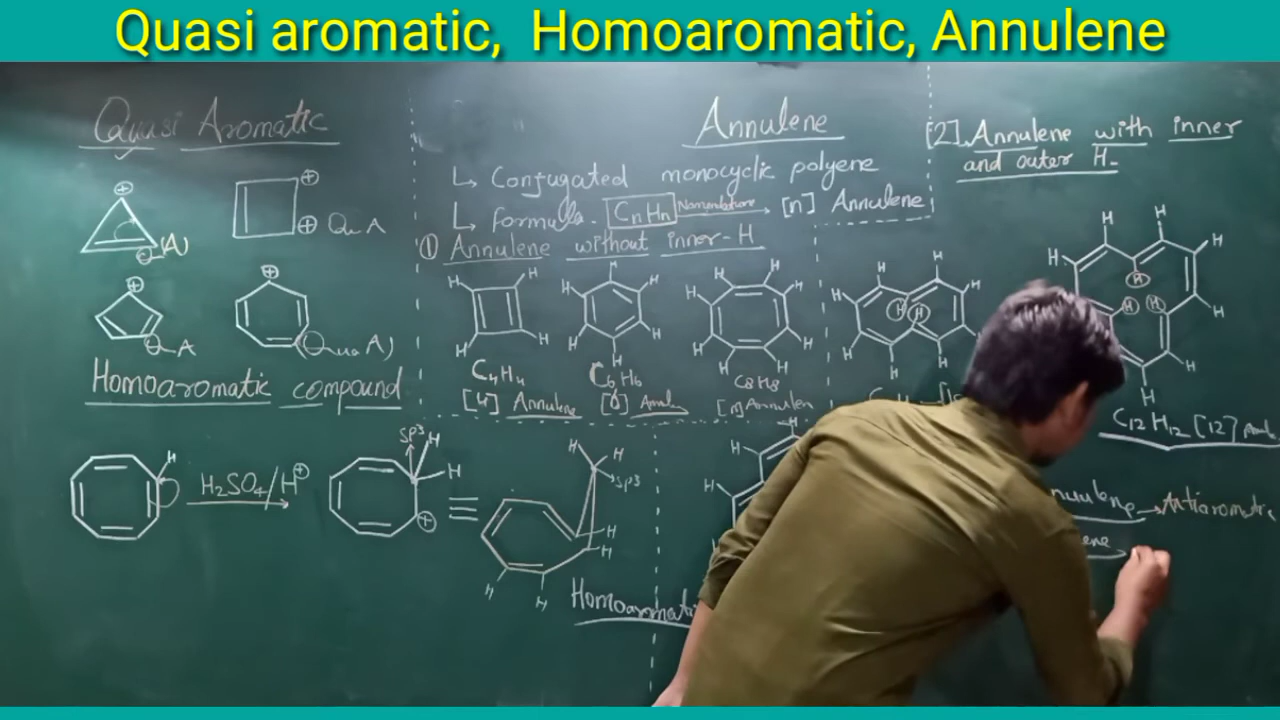 Quasi aromatic, Homoaromatic, Annulene
Quasi Aromatic
⊕
⊕
⊕ Qu A
(A)
⊕
⊕
Q-A
(Qua A)
Homoaromatic compound
H
H2SO4/H⊕
sp3 H
H
⊕
H H
sp3
H
H
H H
Homoaromati
Annulene
↳ Conjugated monocyclic polyene
↳ formula. CnHn Nomenclature → [n] Annulene
① Annulene without inner-H
H H
H H
H H H
H H H
H H
H H
H H
H H
C4H4
[4] Annulene
C6H6
C8H8
H H
H
[2] Annulene with inner
and outer H-
H H
H H
H H
H H
H
H H
H H
H
H H
H
H
H
C12H12 [12]
→ Antiaromatic